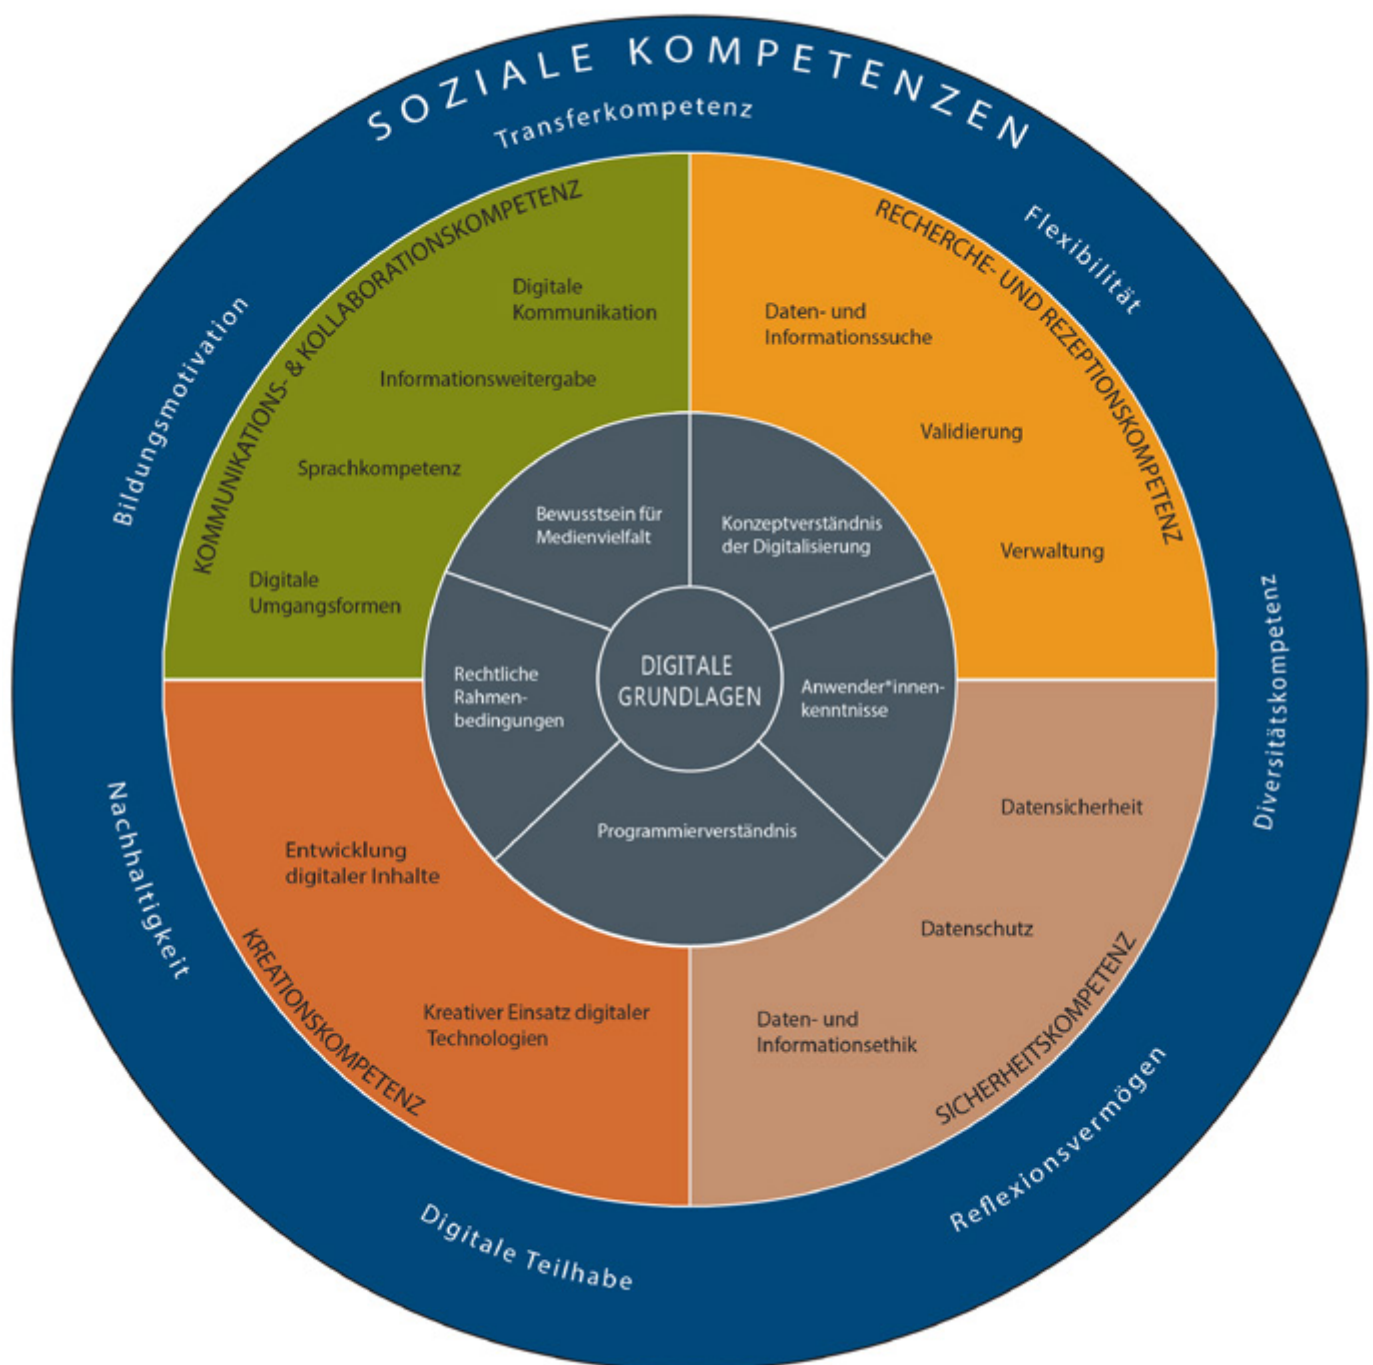 SOZIALE KOMPETENZEN
Transferkompetenz
Flexibilität
Diversitätskompetenz
Reflexionsvermögen
Digitale Teilhabe
Nachhaltigkeit
Bildungsmotivation
KOMMUNIKATIONS- & KOLLABORATIONSKOMPETENZ
Digitale
Kommunikation
Informationsweitergabe
Sprachkompetenz
Digitale
Umgangsformen
RECHERCHE- UND REZEPTIONSKOMPETENZ
Daten- und
Informationssuche
Validierung
Verwaltung
SICHERHEITSKOMPETENZ
Datensicherheit
Datenschutz
Daten- und
Informationsethik
KREATIONSKOMPETENZ
Entwicklung
digitaler Inhalte
Kreativer Einsatz digitaler
Technologien
DIGITALE
GRUNDLAGEN
Bewusstsein für
Medienvielfalt
Konzeptverständnis
der Digitalisierung
Anwender*innen-
kenntnisse
Programmierverständnis
Rechtliche
Rahmen-
bedingungen